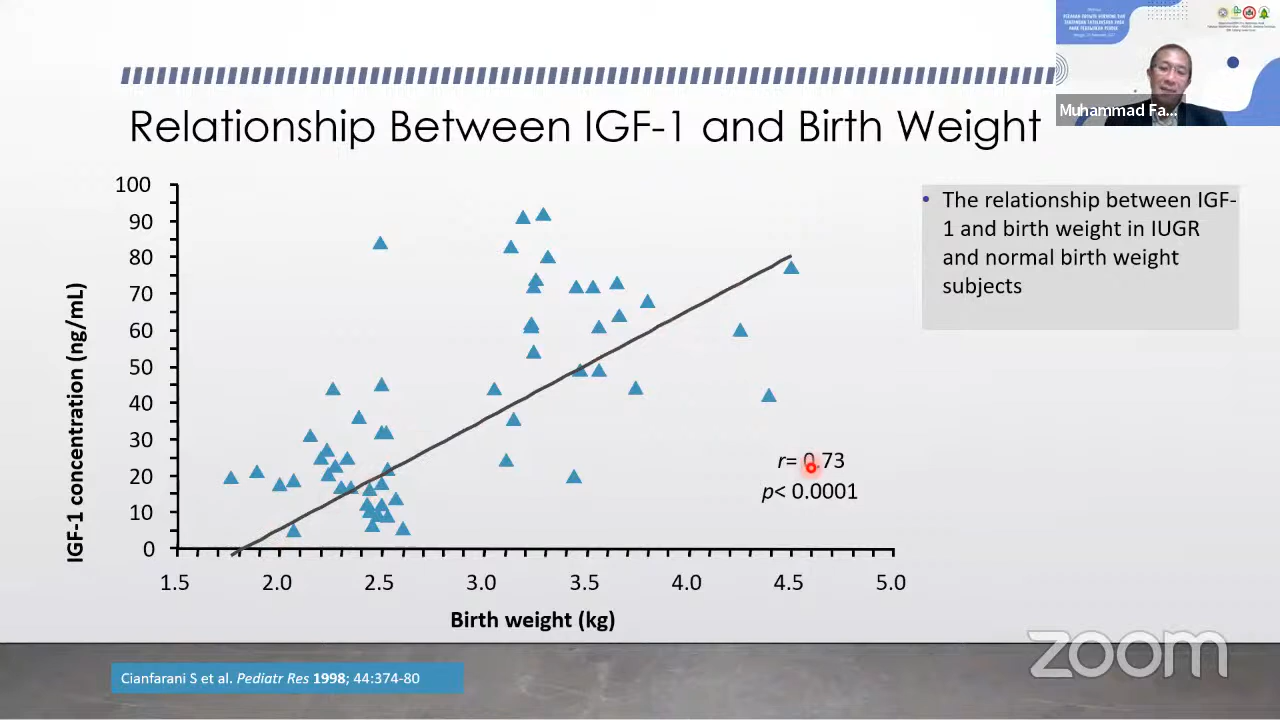 Relationship Between IGF-1 and Birth Weight
Muhammad Fa...
100
90
80
70
60
50
40
30
20
10
0
IGF-1 concentration (ng/mL)
1.5 2.0 2.5 3.0 3.5 4.0 4.5 5.0
Birth weight (kg)
r= 0.73
p< 0.0001
• The relationship between IGF-
1 and birth weight in IUGR
and normal birth weight
subjects
Cianfarani S et al. Pediatr Res 1998; 44:374-80
zoom